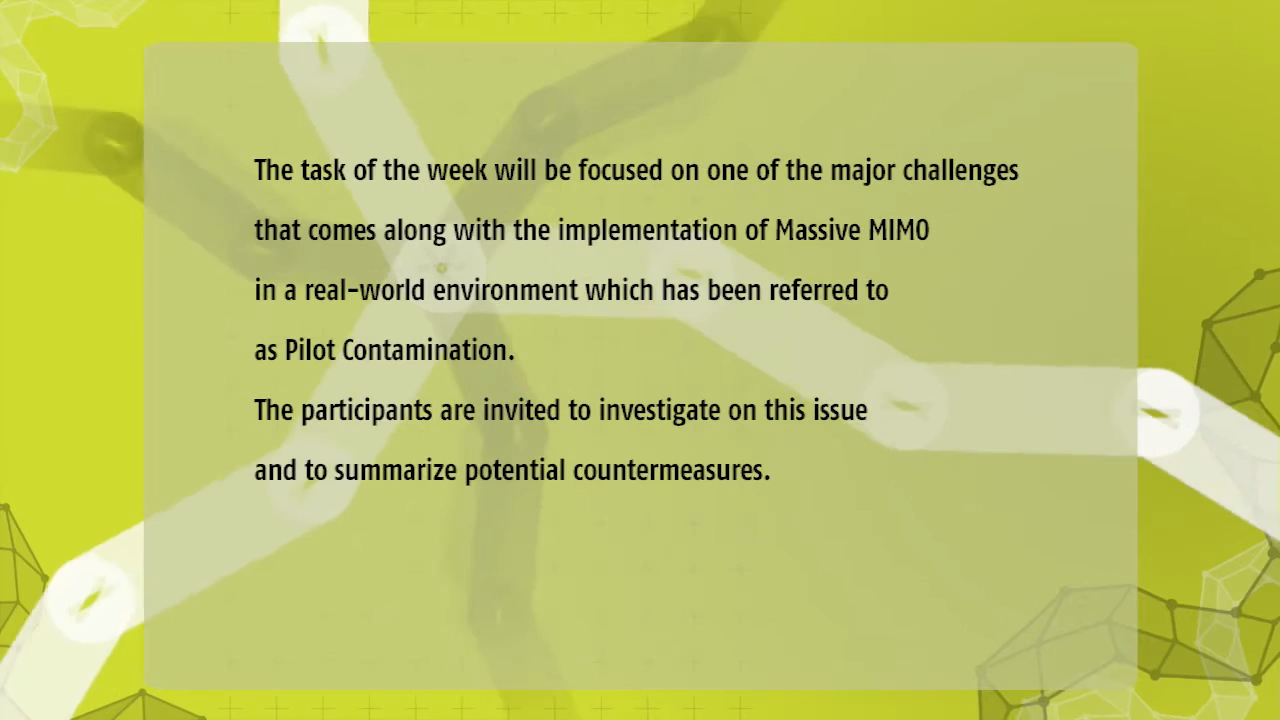 The task of the week will be focused on one of the major challenges
that comes along with the implementation of Massive MIMO
in a real-world environment which has been referred to
as Pilot Contamination.
The participants are invited to investigate on this issue
and to summarize potential countermeasures.